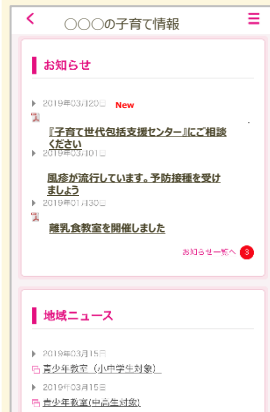 ○○○の子育て情報
お知らせ
2019年03月20日 New
『子育て世代包括支援センター』にご相談
ください
2019年03月01日
風疹が流行しています。予防接種を受け
ましょう
2019年01月30日
離乳食教室を開催しました
お知らせ一覧へ 3
地域ニュース
2019年03月15日
青少年教室（小中学生対象）
2019年03月15日
青少年教室(中高生対象)